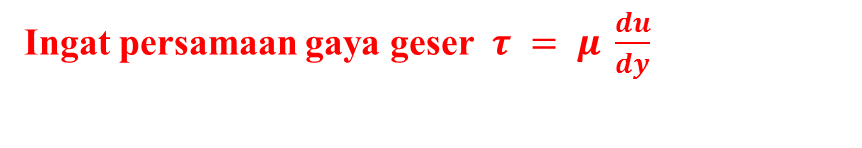 Ingat persamaan gaya geser τ = μ du/dy